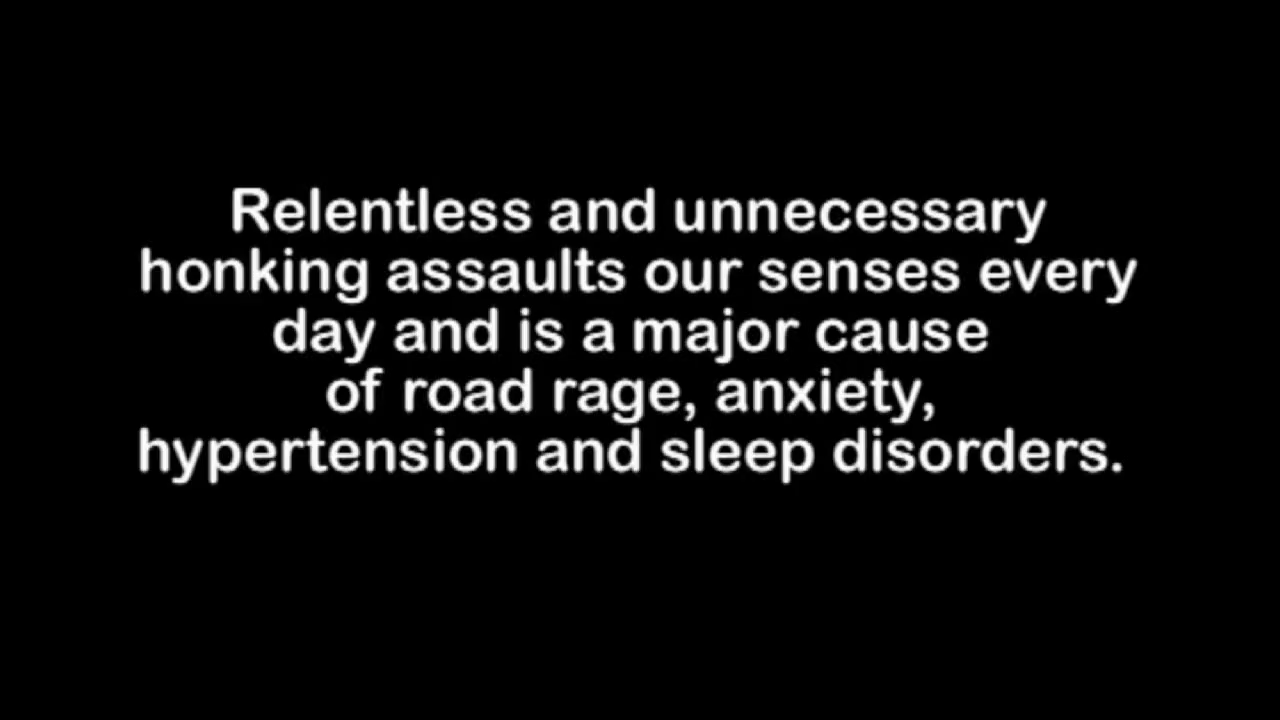 Relentless and unnecessary
honking assaults our senses every
day and is a major cause
of road rage, anxiety,
hypertension and sleep disorders.